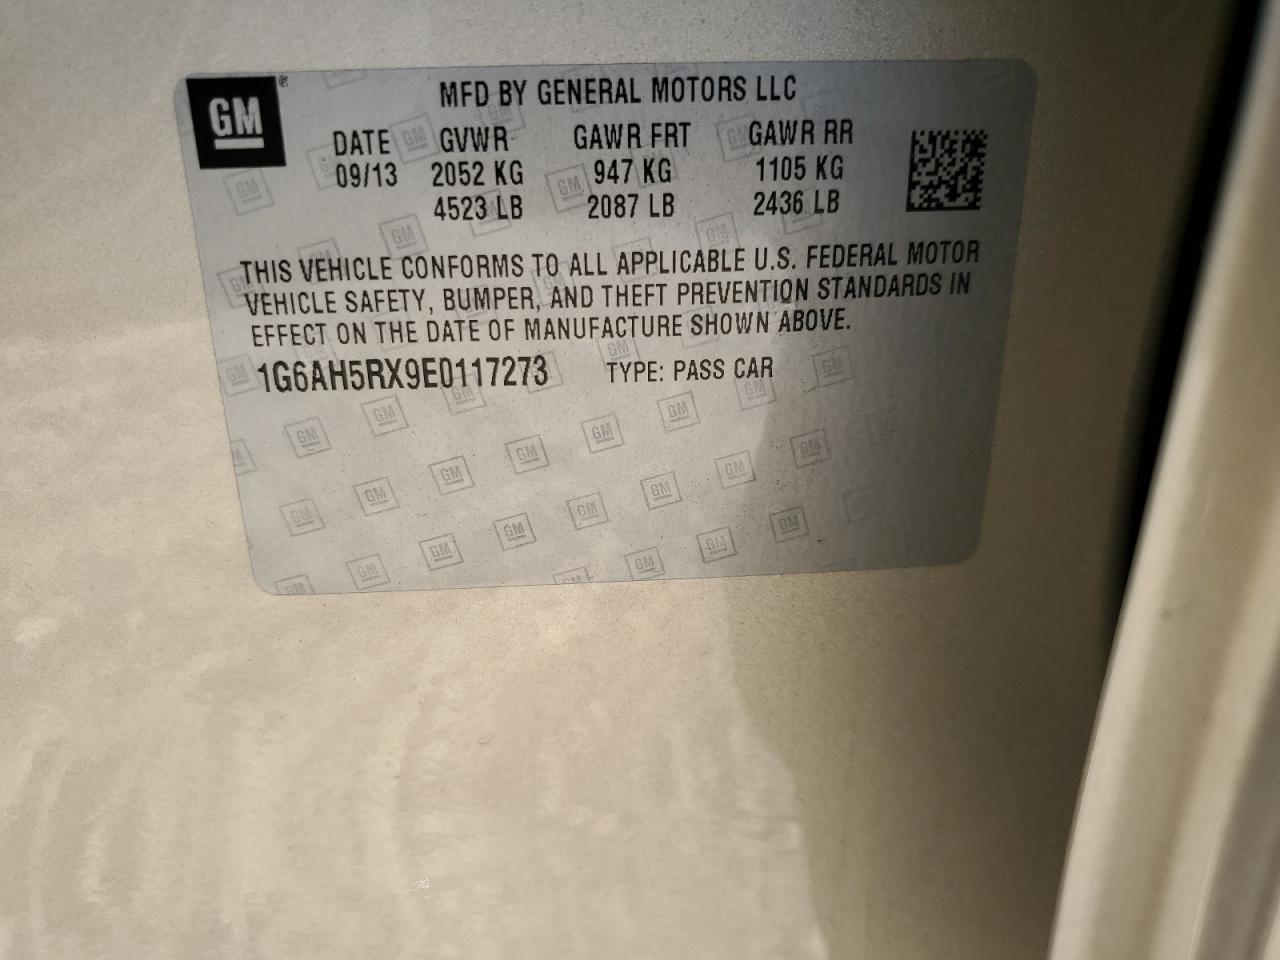 GM
MFD BY GENERAL MOTORS LLC
DATE GVWR GAWR FRT GAWR RR
09/13 2052 KG 947 KG 1105 KG
4523 LB 2087 LB 2436 LB
THIS VEHICLE CONFORMS TO ALL APPLICABLE U.S. FEDERAL MOTOR
VEHICLE SAFETY, BUMPER, AND THEFT PREVENTION STANDARDS IN
EFFECT ON THE DATE OF MANUFACTURE SHOWN ABOVE.
1G6AH5RX9E0117273 TYPE: PASS CAR